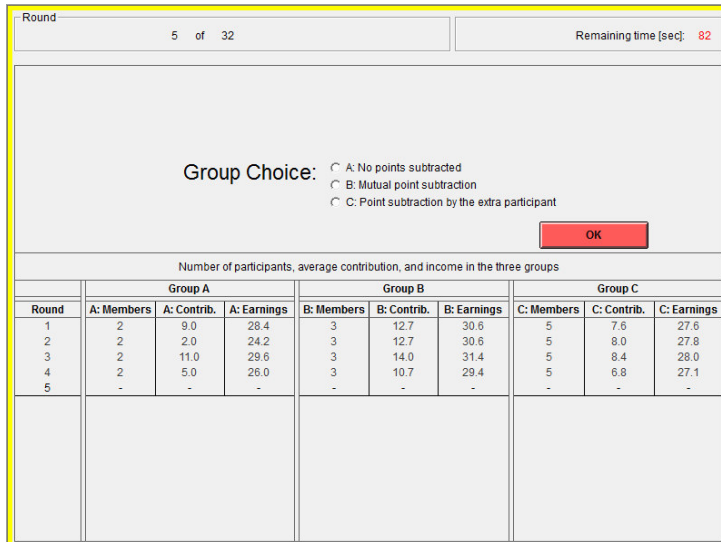 Round
5 of 32
Remaining time [sec]: 82
Group Choice:
A: No points subtracted
B: Mutual point subtraction
C: Point subtraction by the extra participant
OK
Number of participants, average contribution, and income in the three groups
Group A Group B Group C
Round A: Members A: Contrib. A: Earnings B: Members B: Contrib. B: Earnings C: Members C: Contrib. C: Earnings
1 2 9.0 28.4 3 12.7 30.6 5 7.6 27.6
2 2 2.0 24.2 3 12.7 30.6 5 8.0 27.8
3 2 11.0 29.6 3 14.0 31.4 5 8.4 28.0
4 2 5.0 26.0 3 10.7 29.4 5 6.8 27.1
5 - - - - - - - - -